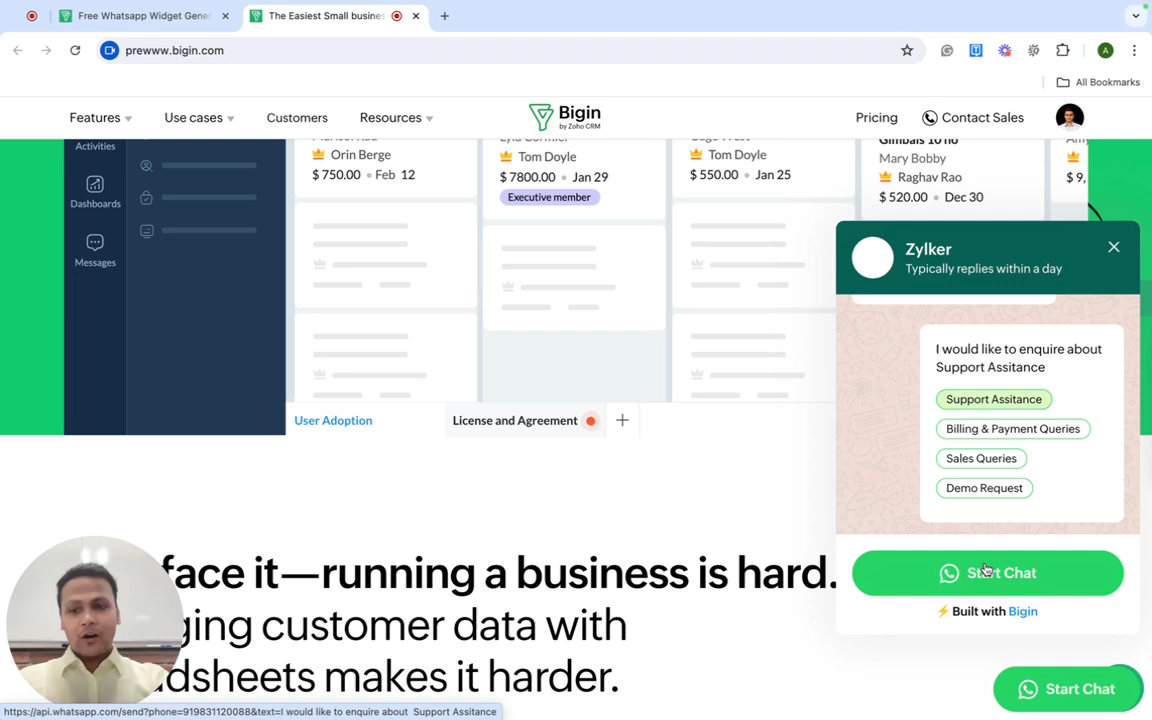 Free Whatsapp Widget Gene
The Easiest Small busines
prewww.bigin.com
A
All Bookmarks
Features
Use cases
Customers
Resources
Bigin
by Zoho CRM
Pricing
Contact Sales
Activities
Dashboards
Messages
Orin Berge
$ 750.00 • Feb 12
Tom Doyle
$ 7800.00 • Jan 29
Executive member
Tom Doyle
$ 550.00 • Jan 25
Mary Bobby
Raghav Rao
$ 520.00 • Dec 30
$ 9,
User Adoption
License and Agreement
Zylker
Typically replies within a day
I would like to enquire about
Support Assitance
Support Assitance
Billing & Payment Queries
Sales Queries
Demo Request
Start Chat
⚡ Built with Bigin
face it—running a business is hard.
ging customer data with
dsheets makes it harder.
Start Chat
https://api.whatsapp.com/send?phone=919831120088&text=I would like to enquire about Support Assitance